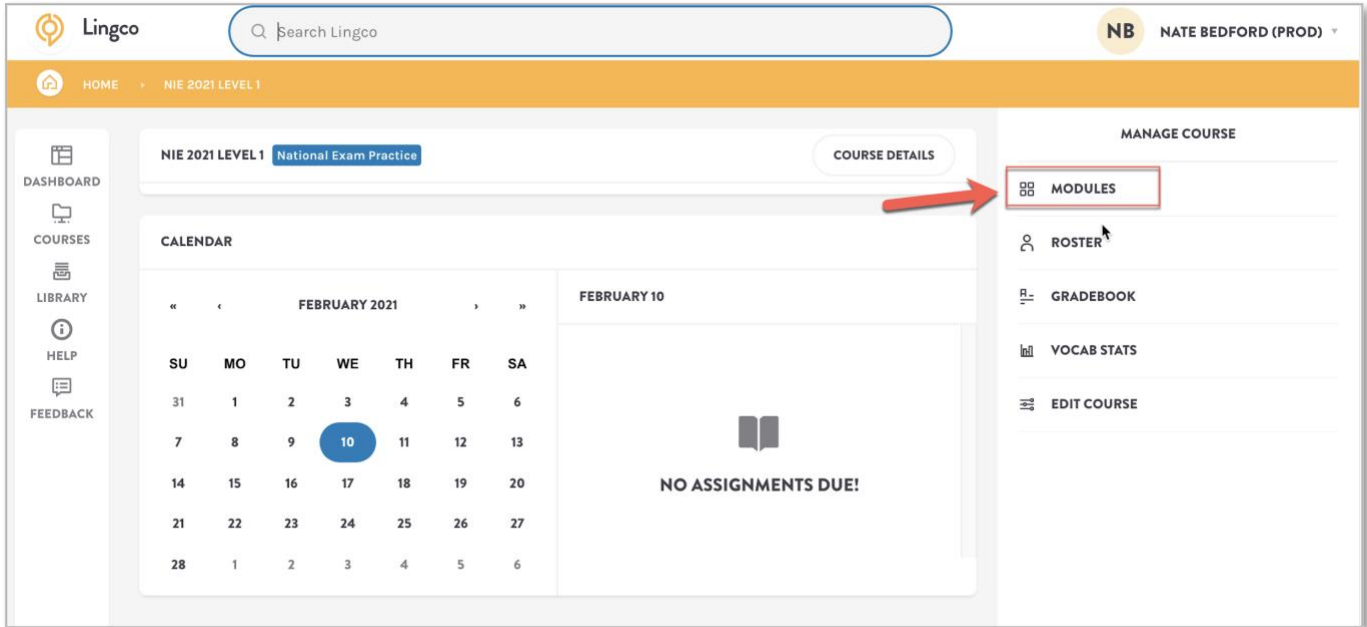 Lingco
Search Lingco
NB
NATE BEDFORD (PROD)
HOME › NIE 2021 LEVEL 1
DASHBOARD
COURSES
LIBRARY
HELP
FEEDBACK
NIE 2021 LEVEL 1 National Exam Practice
COURSE DETAILS
CALENDAR
« ‹ FEBRUARY 2021 › »
SU MO TU WE TH FR SA
31 1 2 3 4 5 6
7 8 9 10 11 12 13
14 15 16 17 18 19 20
21 22 23 24 25 26 27
28 1 2 3 4 5 6
FEBRUARY 10
NO ASSIGNMENTS DUE!
MANAGE COURSE
MODULES
ROSTER
GRADEBOOK
VOCAB STATS
EDIT COURSE